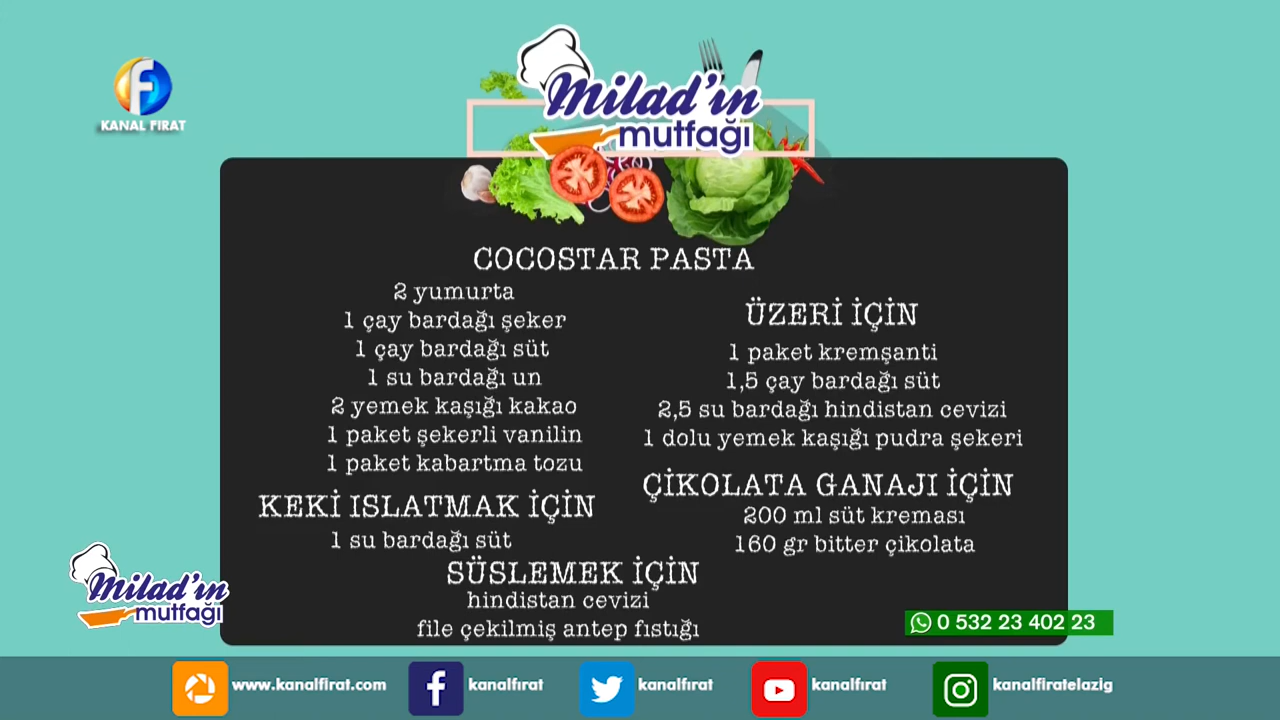 KANAL FIRAT
Milad'ın
mutfağı
COCOSTAR PASTA
2 yumurta
1 çay bardağı şeker
1 çay bardağı süt
1 su bardağı un
2 yemek kaşığı kakao
1 paket şekerli vanilin
1 paket kabartma tozu
KEKİ ISLATMAK İÇİN
1 su bardağı süt
ÜZERİ İÇİN
1 paket kremşanti
1,5 çay bardağı süt
2,5 su bardağı hindistan cevizi
1 dolu yemek kaşığı pudra şekeri
ÇİKOLATA GANAJI İÇİN
200 ml süt kreması
160 gr bitter çikolata
SÜSLEMEK İÇİN
hindistan cevizi
file çekilmiş antep fıstığı
Milad'ın
mutfağı
0 532 23 402 23
www.kanalfirat.com
kanalfırat
kanalfırat
kanalfırat
kanalfiratelazig